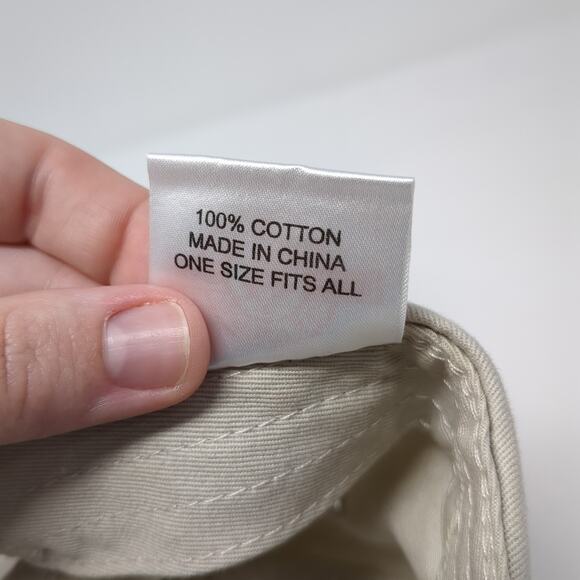 100% COTTON
MADE IN CHINA
ONE SIZE FITS ALL